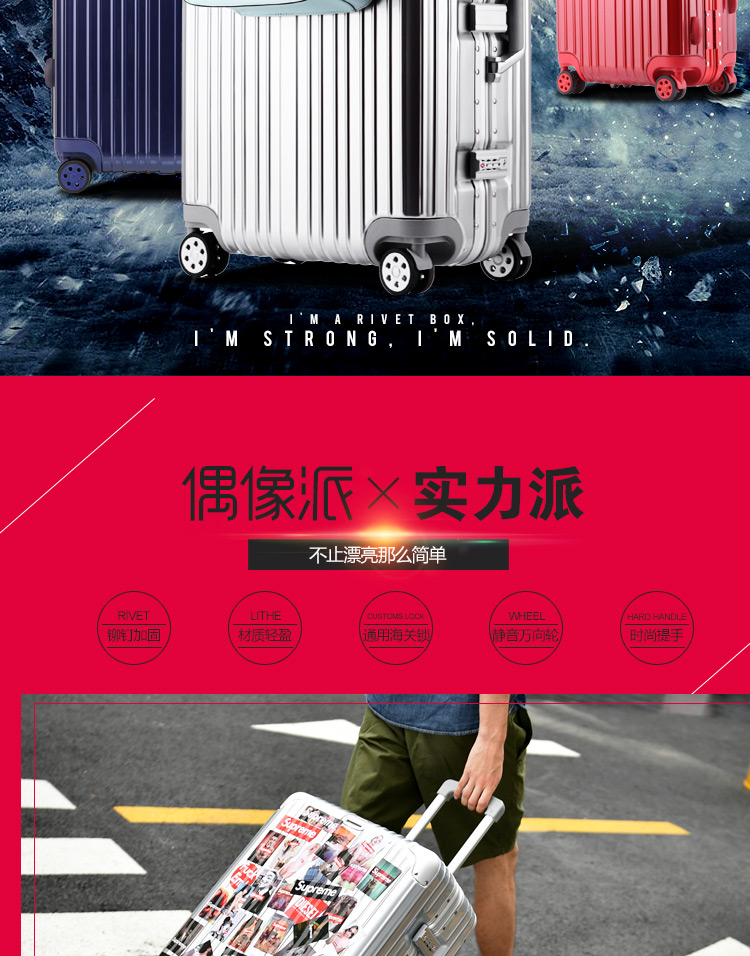 I'M A RIVET BOX,
I'M STRONG, I'M SOLID.
偶像派×实力派
不止漂亮那么简单
RIVET
铆钉加固
LITHE
材质轻盈
CUSTOMS LOCK
通用海关锁
WHEEL
静音万向轮
HARD HANDLE
时尚提手
Supreme
Supreme
Supreme
DIESEL